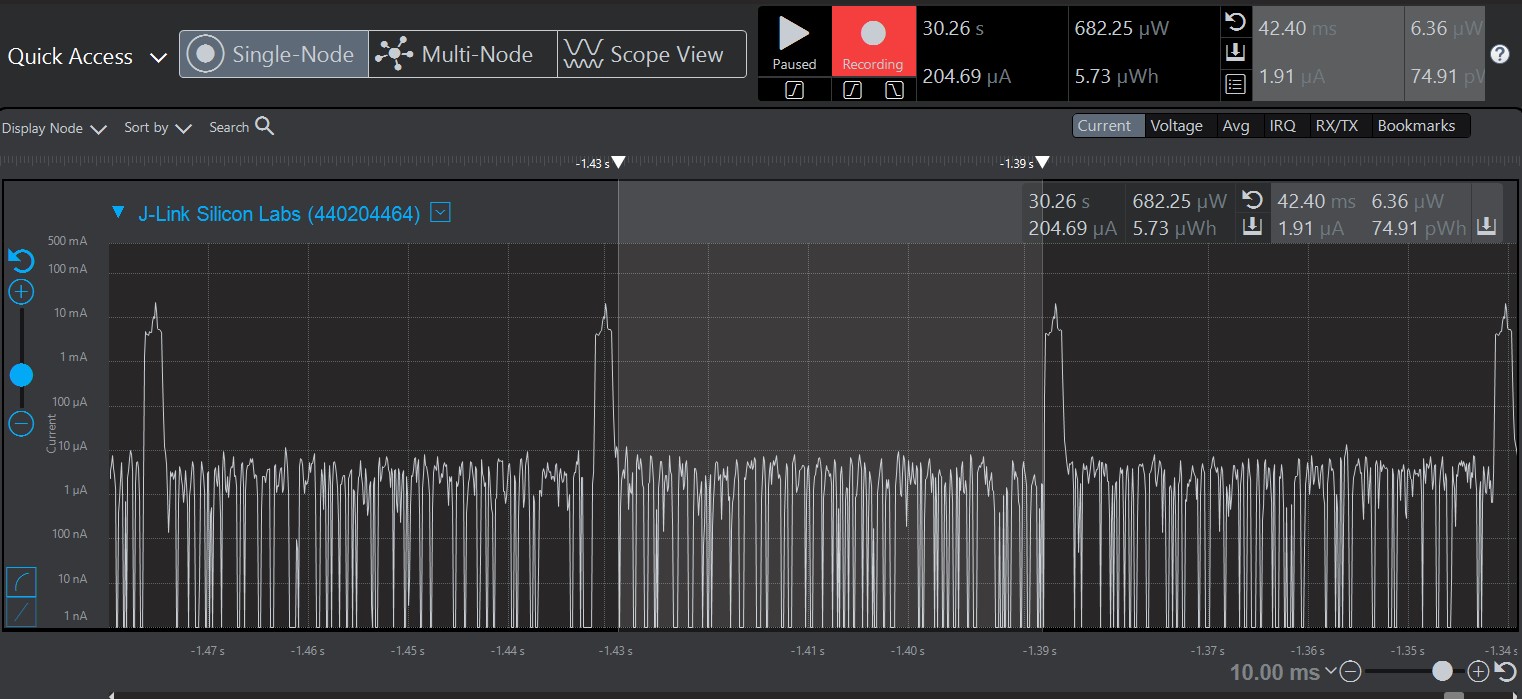 Quick Access
Single-Node
Multi-Node
Scope View
Paused
Recording
30.26 s
204.69 µA
682.25 µW
5.73 µWh
42.40 ms
1.91 µA
6.36 µW
74.91 pW
?
Display Node
Sort by
Search
Current
Voltage
Avg
IRQ
RX/TX
Bookmarks
-1.43 s
-1.39 s
J-Link Silicon Labs (440204464)
30.26 s
204.69 µA
682.25 µW
5.73 µWh
42.40 ms
1.91 µA
6.36 µW
74.91 pWh
500 mA
100 mA
10 mA
1 mA
100 µA
10 µA
1 µA
100 nA
10 nA
1 nA
Current
-1.47 s
-1.46 s
-1.45 s
-1.44 s
-1.43 s
-1.41 s
-1.40 s
-1.39 s
-1.37 s
-1.36 s
-1.35 s
-1.34 s
10.00 ms